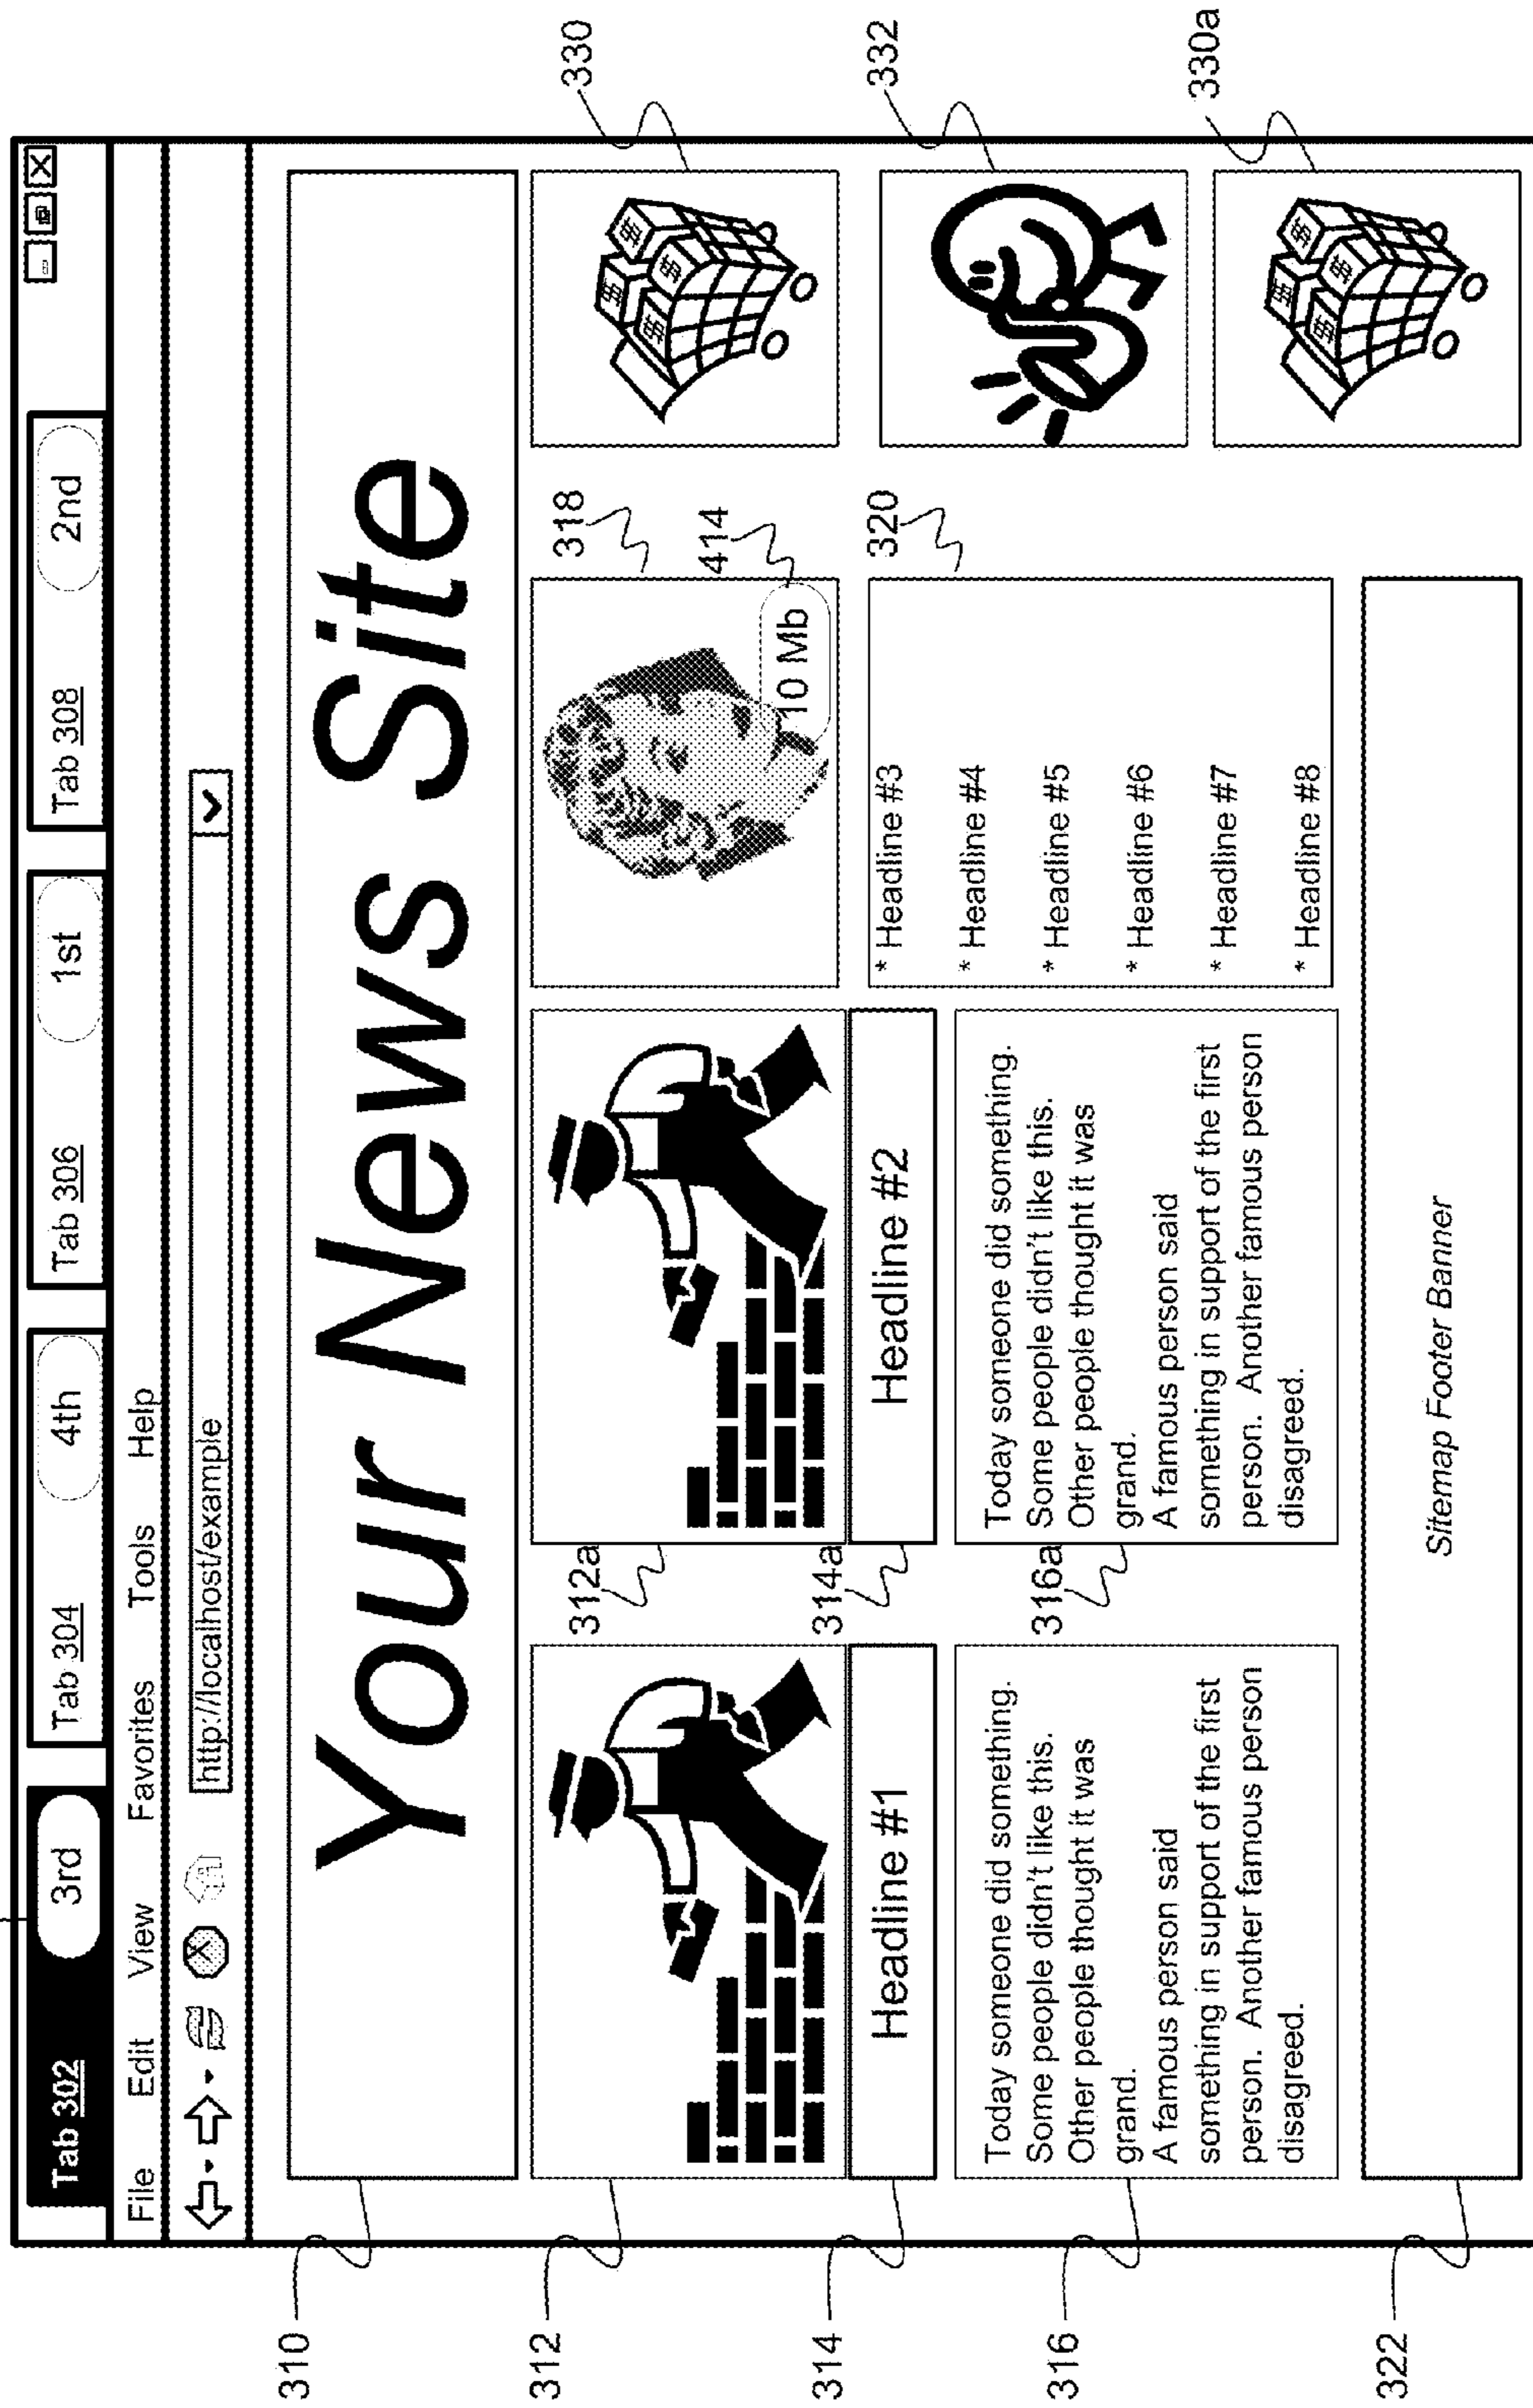 Tab 302 3rd
Tab 304 4th
Tab 306 1st
Tab 308 2nd
File Edit View Favorites Tools Help
http://localhost/example
310
Your News Site
312
312a
318
10 Mb
414
330
$ $ $ $
314
Headline #1
314a
Headline #2
316
Today someone did something.
Some people didn't like this.
Other people thought it was
grand.
A famous person said
something in support of the first
person. Another famous person
disagreed.
316a
Today someone did something.
Some people didn't like this.
Other people thought it was
grand.
A famous person said
something in support of the first
person. Another famous person
disagreed.
320
* Headline #3
* Headline #4
* Headline #5
* Headline #6
* Headline #7
* Headline #8
332
330a
$ $ $ $
322
Sitemap Footer Banner